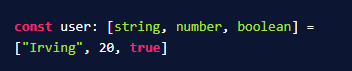 const user: [string, number, boolean] =
["Irving", 20, true]